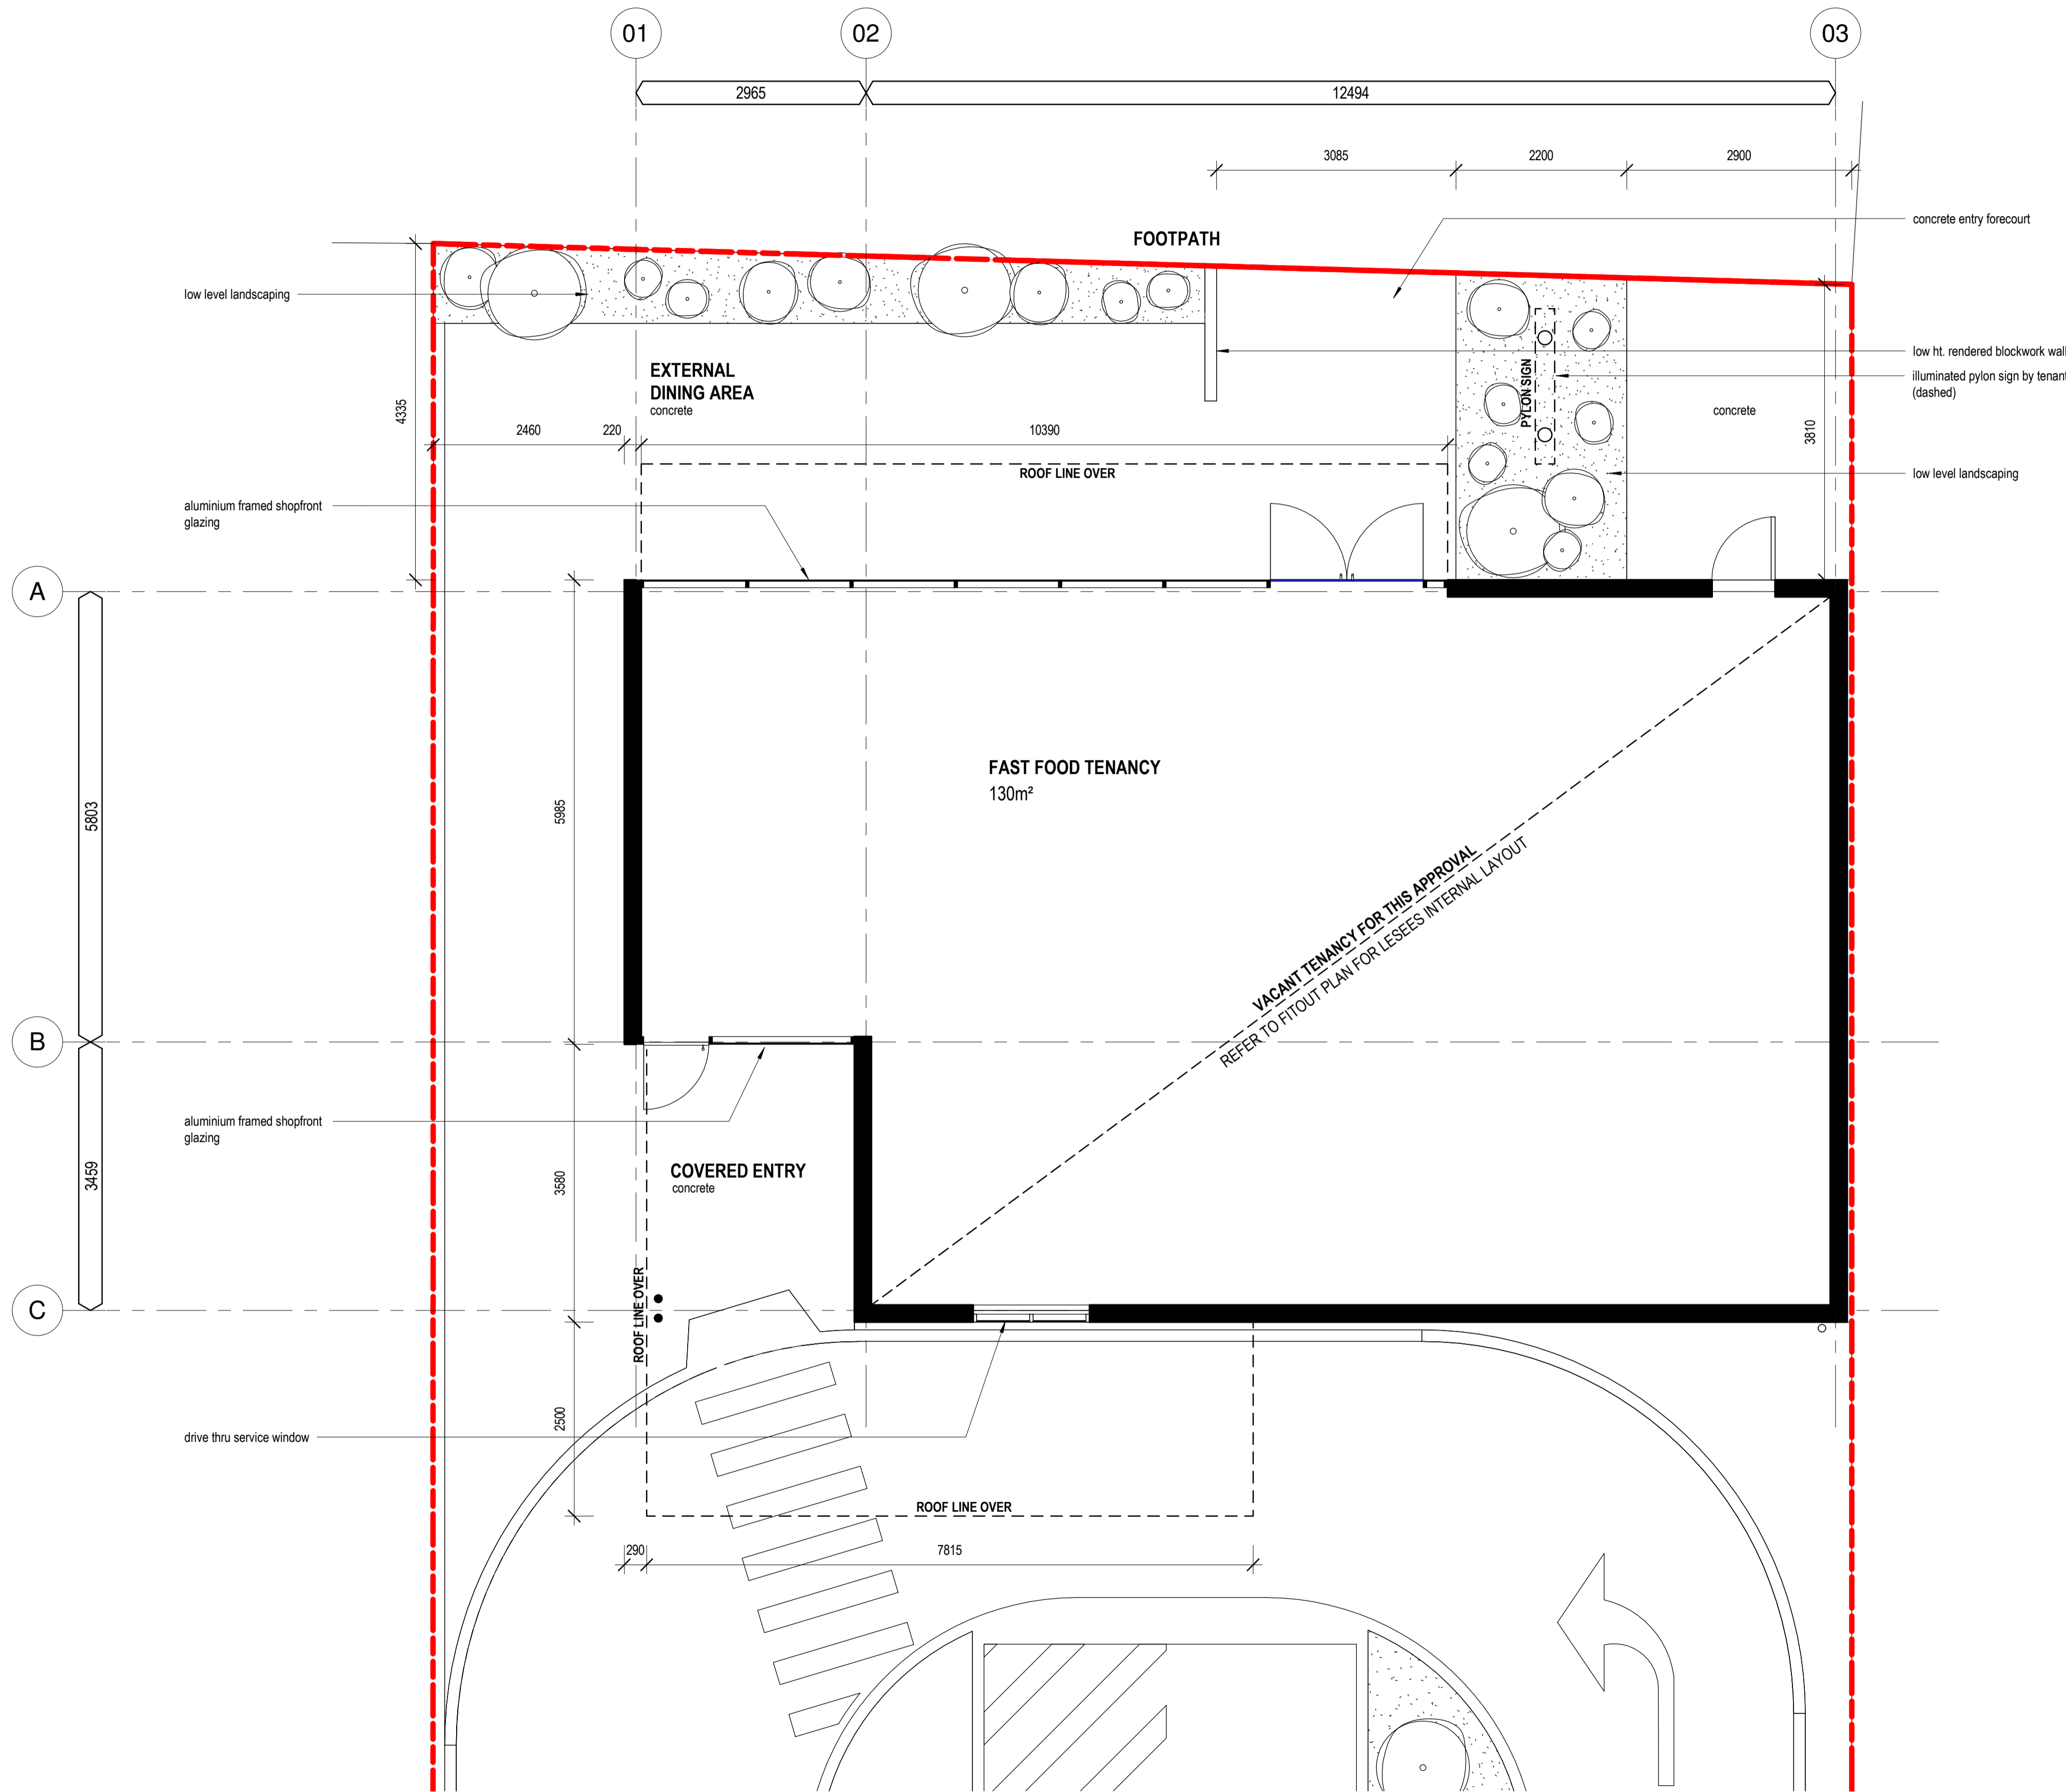 01
02
03
2965
12494
3085
2200
2900
FOOTPATH
concrete entry forecourt
low level landscaping
low ht. rendered blockwork wall
illuminated pylon sign by tenant
(dashed)
EXTERNAL
DINING AREA
concrete
PYLON SIGN
concrete
4335
3810
2460
220
10390
ROOF LINE OVER
low level landscaping
aluminium framed shopfront
glazing
A
FAST FOOD TENANCY
130m²
5803
5985
VACANT TENANCY FOR THIS APPROVAL
REFER TO FITOUT PLAN FOR LESEES INTERNAL LAYOUT
B
aluminium framed shopfront
glazing
COVERED ENTRY
concrete
3459
3580
C
ROOF LINE OVER
2500
drive thru service window
ROOF LINE OVER
290
7815